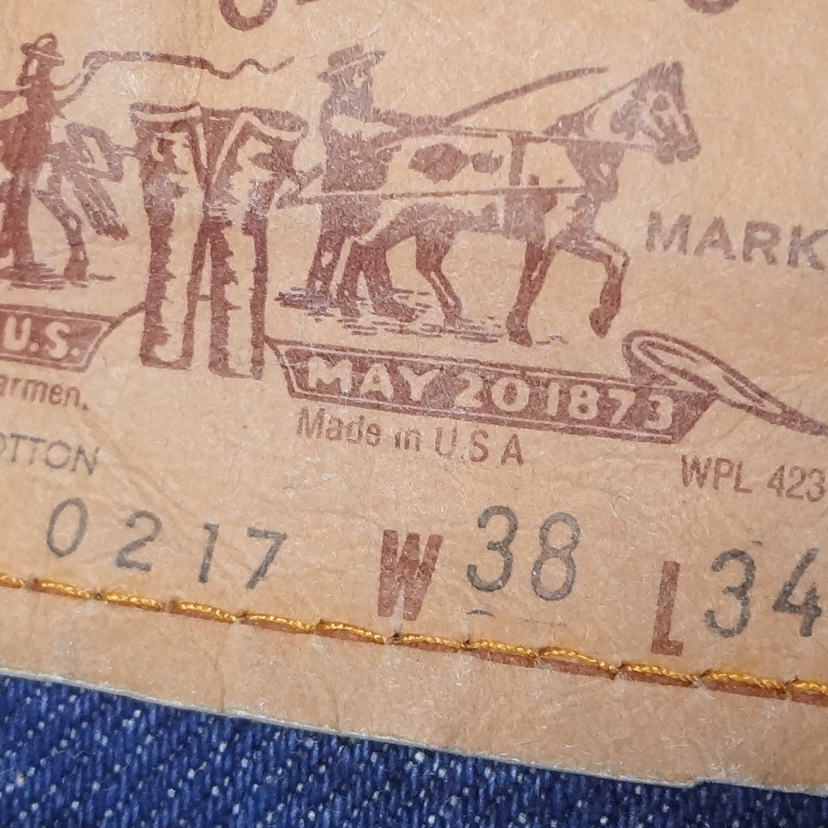 MARK
U.S.
MAY 20 1873
armen.
Made in U.S A
OTTON
WPL 423
0217 W 38 L 34